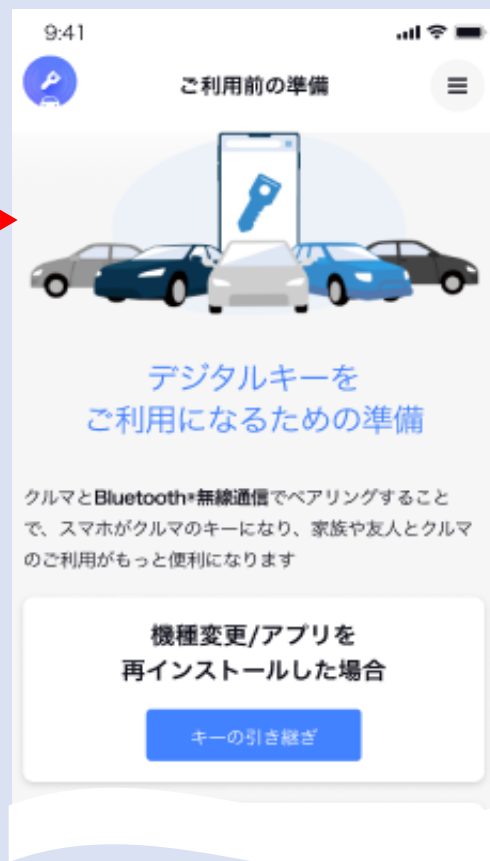 9:41
ご利用前の準備
デジタルキーを
ご利用になるための準備
クルマとBluetooth®無線通信でペアリングすること
で、スマホがクルマのキーになり、家族や友人とクルマ
のご利用がもっと便利になります
機種変更/アプリを
再インストールした場合
キーの引き継ぎ